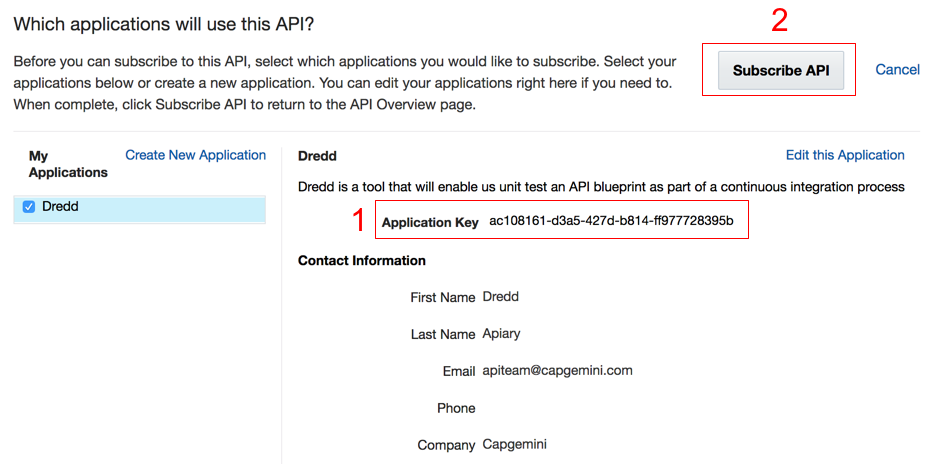 Which applications will use this API?
2
Before you can subscribe to this API, select which applications you would like to subscribe. Select your
applications below or create a new application. You can edit your applications right here if you need to.
When complete, click Subscribe API to return to the API Overview page.
Subscribe API
Cancel
My
Applications
Create New Application
Dredd
Dredd
Edit this Application
Dredd is a tool that will enable us unit test an API blueprint as part of a continuous integration process
1
Application Key ac108161-d3a5-427d-b814-ff977728395b
Contact Information
First Name Dredd
Last Name Apiary
Email apiteam@capgemini.com
Phone
Company Capgemini